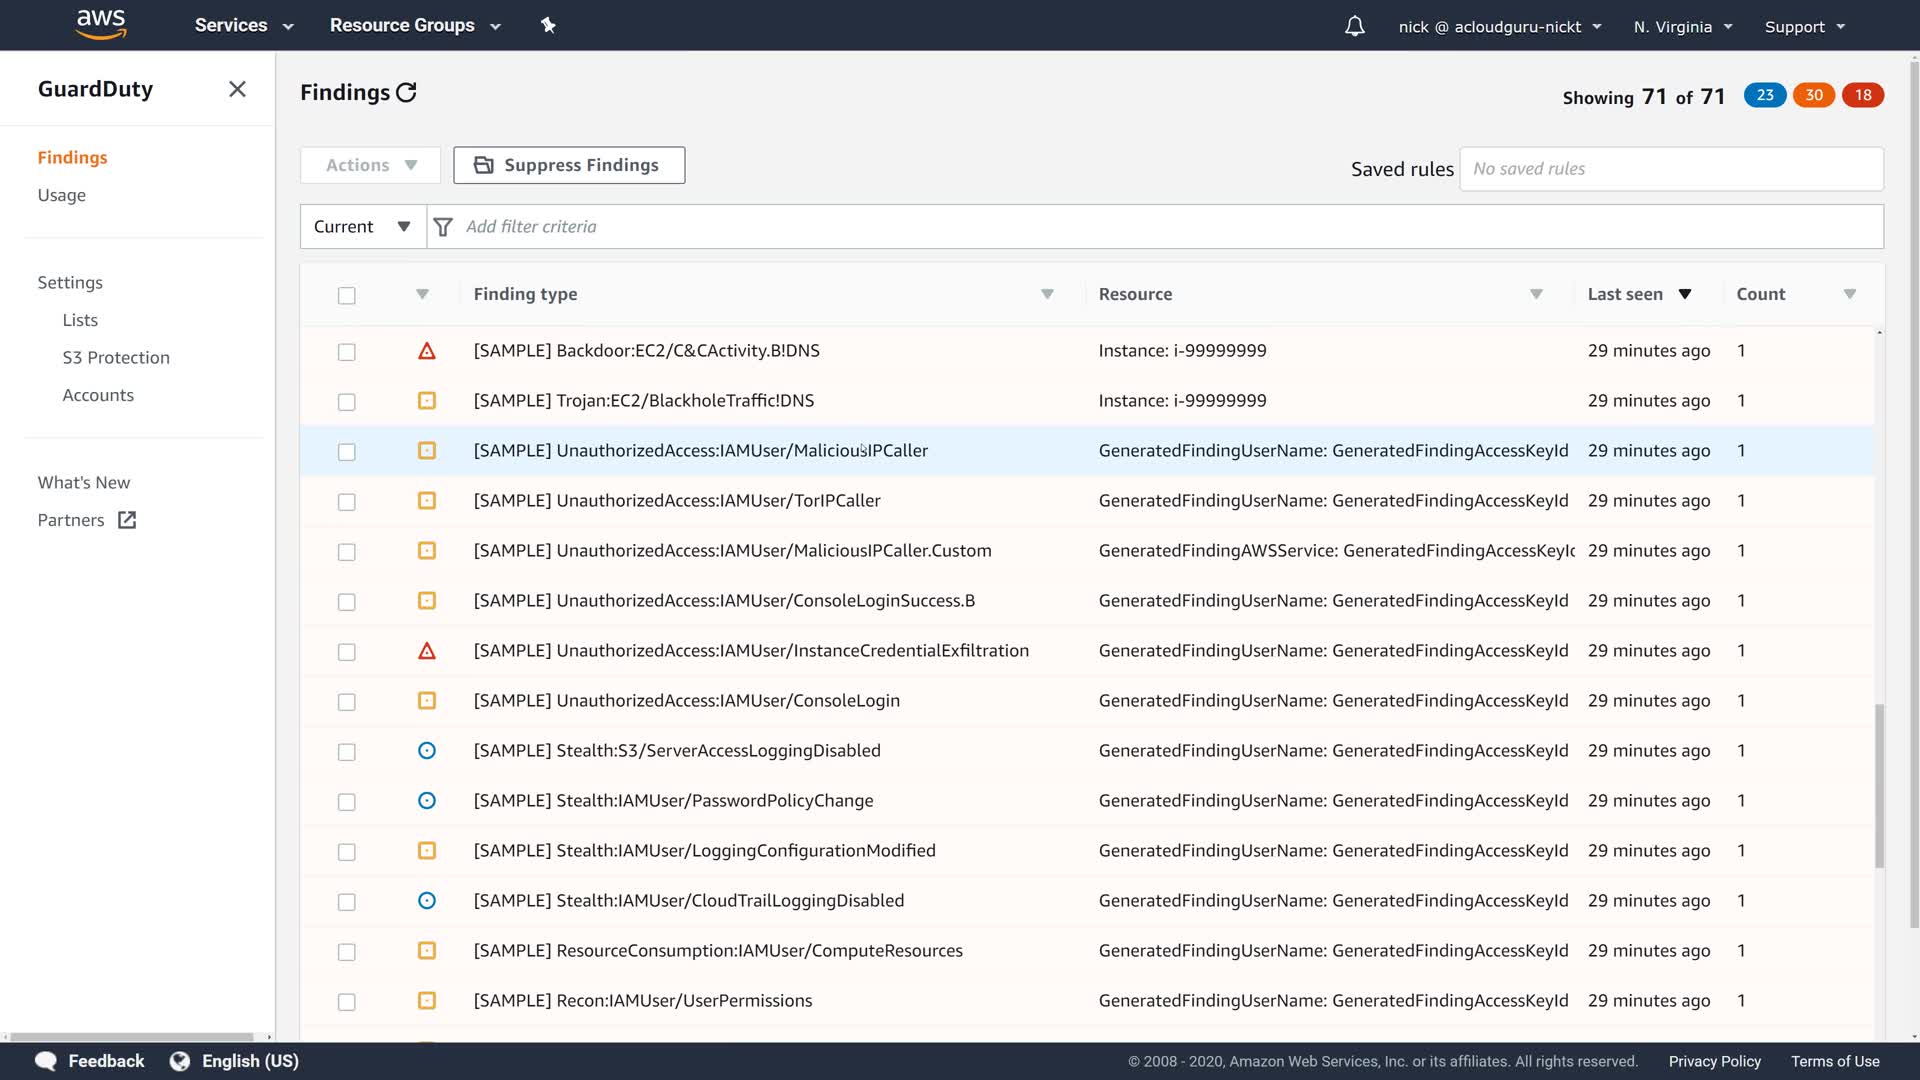 aws Services Resource Groups nick @ acloudguru-nickt N. Virginia Support
GuardDuty
Findings
Usage
Settings
Lists
S3 Protection
Accounts
What's New
Partners
Findings
Showing 71 of 71 23 30 18
Actions Suppress Findings Saved rules No saved rules
Current Add filter criteria
Finding type Resource Last seen Count
[SAMPLE] Backdoor:EC2/C&CActivity.B!DNS Instance: i-99999999 29 minutes ago 1
[SAMPLE] Trojan:EC2/BlackholeTraffic!DNS Instance: i-99999999 29 minutes ago 1
[SAMPLE] UnauthorizedAccess:IAMUser/MaliciousIPCaller GeneratedFindingUserName: GeneratedFindingAccessKeyId 29 minutes ago 1
[SAMPLE] UnauthorizedAccess:IAMUser/TorIPCaller GeneratedFindingUserName: GeneratedFindingAccessKeyId 29 minutes ago 1
[SAMPLE] UnauthorizedAccess:IAMUser/MaliciousIPCaller.Custom GeneratedFindingAWSService: GeneratedFindingAccessKeyId 29 minutes ago 1
[SAMPLE] UnauthorizedAccess:IAMUser/ConsoleLoginSuccess.B GeneratedFindingUserName: GeneratedFindingAccessKeyId 29 minutes ago 1
[SAMPLE] UnauthorizedAccess:IAMUser/InstanceCredentialExfiltration GeneratedFindingUserName: GeneratedFindingAccessKeyId 29 minutes ago 1
[SAMPLE] UnauthorizedAccess:IAMUser/ConsoleLogin GeneratedFindingUserName: GeneratedFindingAccessKeyId 29 minutes ago 1
[SAMPLE] Stealth:S3/ServerAccessLoggingDisabled GeneratedFindingUserName: GeneratedFindingAccessKeyId 29 minutes ago 1
[SAMPLE] Stealth:IAMUser/PasswordPolicyChange GeneratedFindingUserName: GeneratedFindingAccessKeyId 29 minutes ago 1
[SAMPLE] Stealth:IAMUser/LoggingConfigurationModified GeneratedFindingUserName: GeneratedFindingAccessKeyId 29 minutes ago 1
[SAMPLE] Stealth:IAMUser/CloudTrailLoggingDisabled GeneratedFindingUserName: GeneratedFindingAccessKeyId 29 minutes ago 1
[SAMPLE] ResourceConsumption:IAMUser/ComputeResources GeneratedFindingUserName: GeneratedFindingAccessKeyId 29 minutes ago 1
[SAMPLE] Recon:IAMUser/UserPermissions GeneratedFindingUserName: GeneratedFindingAccessKeyId 29 minutes ago 1
Feedback English (US) © 2008 - 2020, Amazon Web Services, Inc. or its affiliates. All rights reserved. Privacy Policy Terms of Use